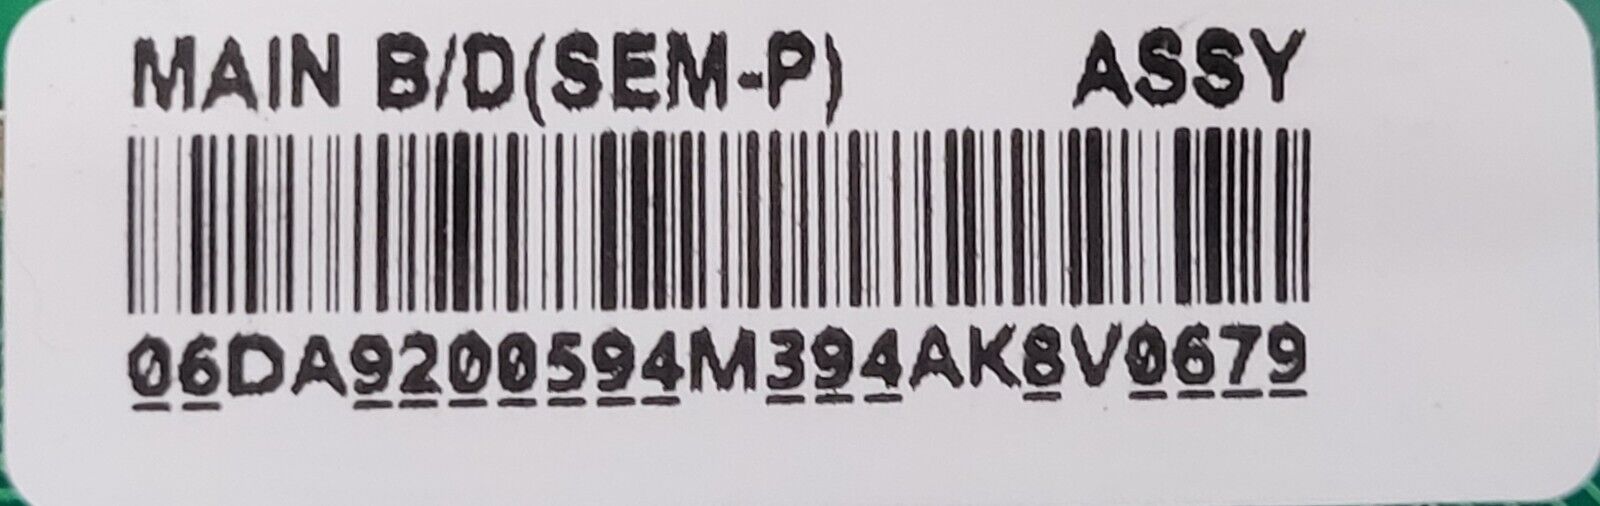 MAIN B/D(SEM-P) ASSY
06DA9200594M394AK8V0679